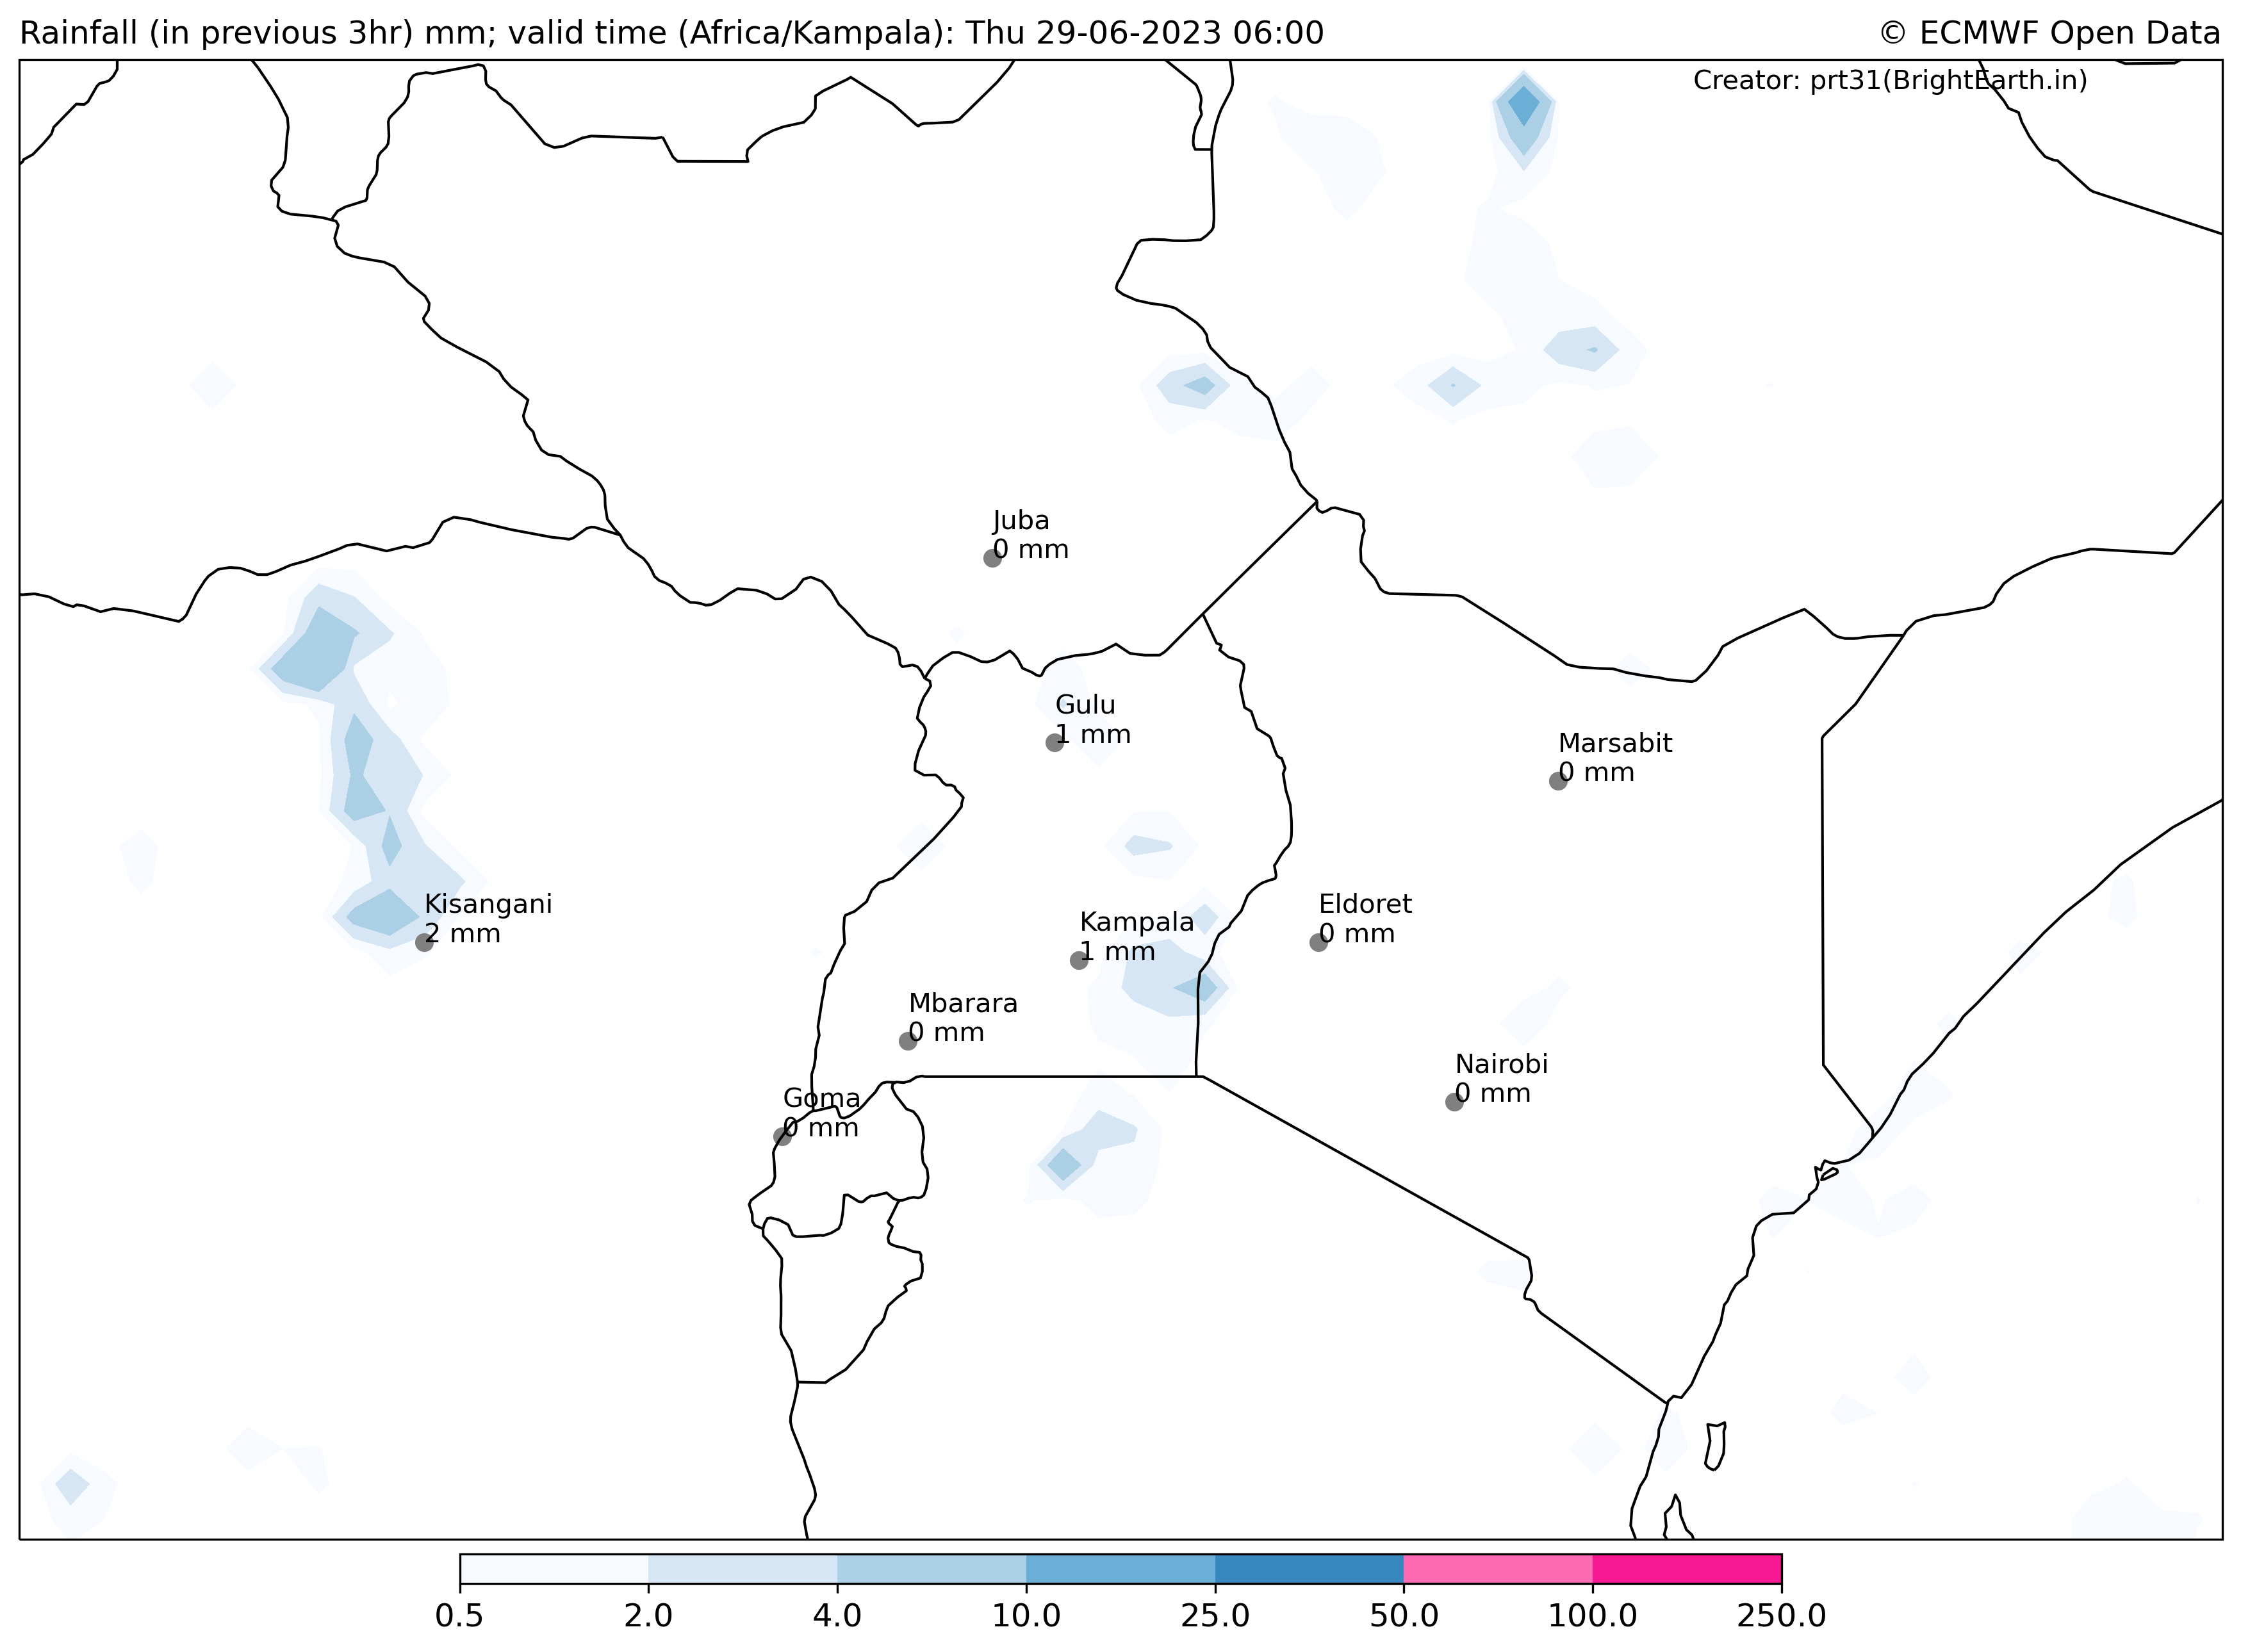 Rainfall (in previous 3hr) mm; valid time (Africa/Kampala): Thu 29-06-2023 06:00
© ECMWF Open Data
Creator: prt31(BrightEarth.in)
Juba
0 mm
Gulu
1 mm
Marsabit
0 mm
Kisangani
2 mm
Kampala
1 mm
Eldoret
0 mm
Mbarara
0 mm
Nairobi
0 mm
Goma
0 mm
0.5 2.0 4.0 10.0 25.0 50.0 100.0 250.0